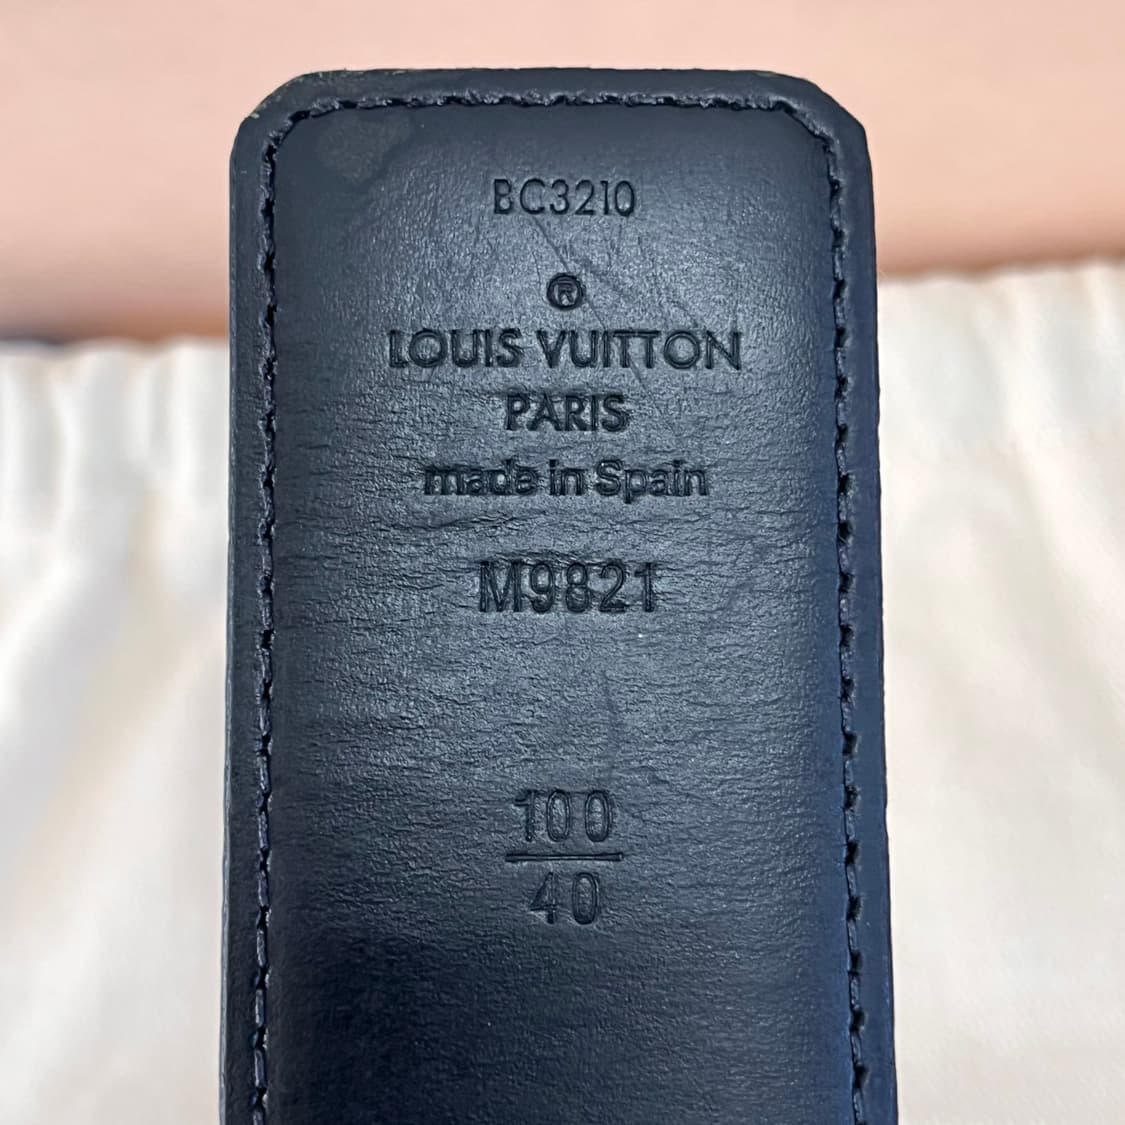 BC3210
®
LOUIS VUITTON
PARIS
made in Spain
M9821
100
40